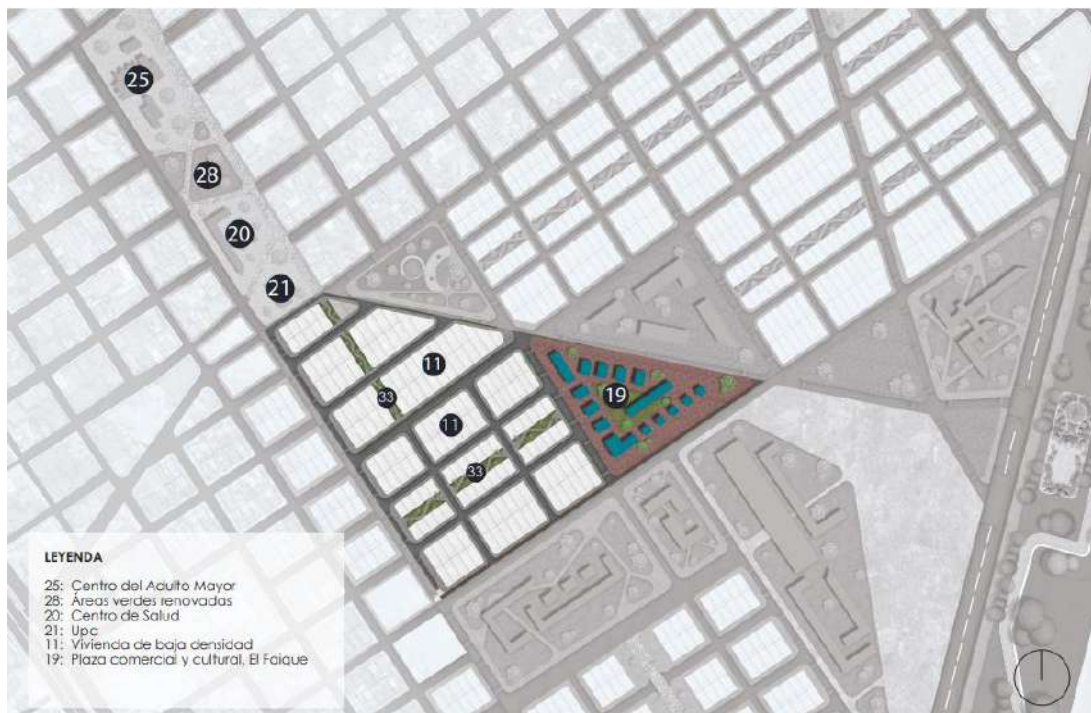 25
28
20
21
11
33
11
33
19
LEYENDA
25: Centro del Adulto Mayor
28: Áreas verdes renovadas
20: Centro de Salud
21: Upc
11: Vivienda de baja densidad
19: Plaza comercial y cultural, El Faique